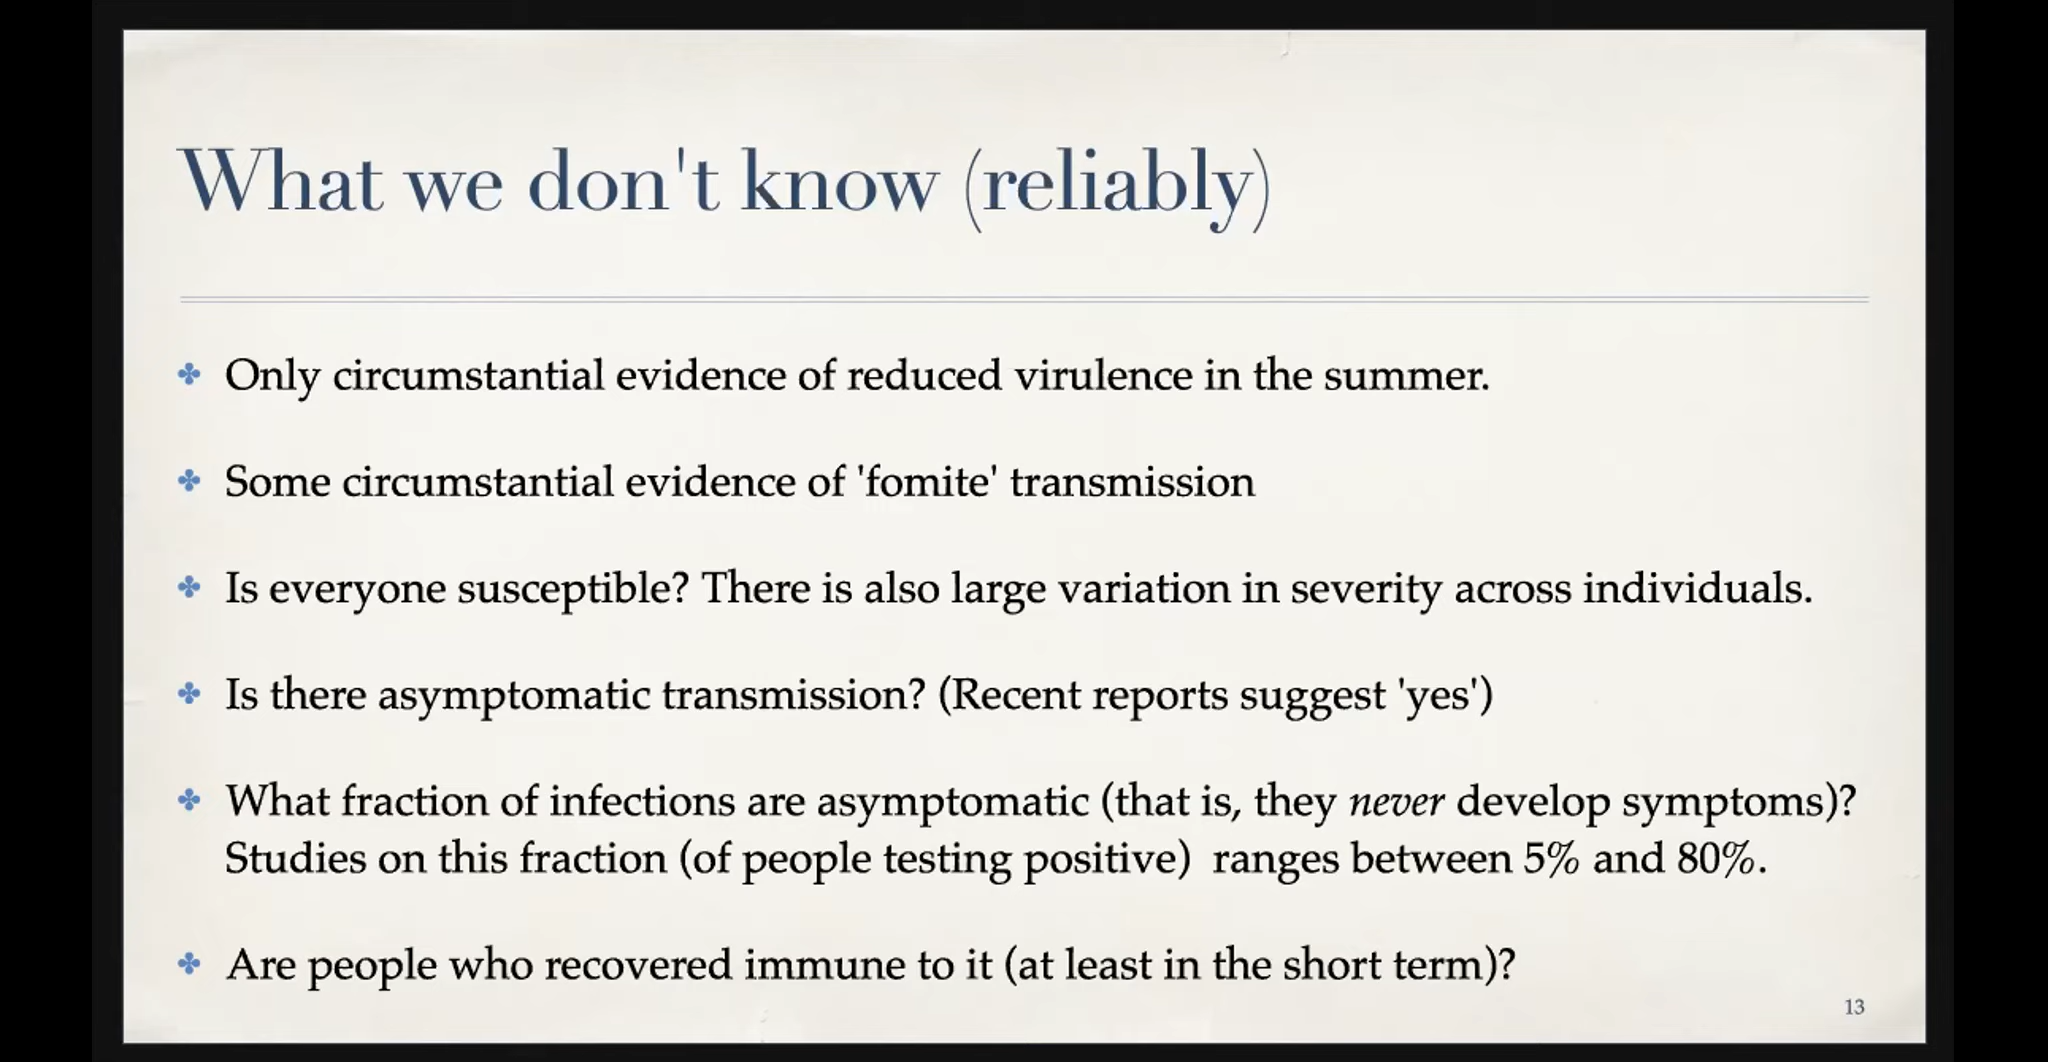 What we don't know (reliably)
Only circumstantial evidence of reduced virulence in the summer.
Some circumstantial evidence of 'fomite' transmission
Is everyone susceptible? There is also large variation in severity across individuals.
Is there asymptomatic transmission? (Recent reports suggest 'yes')
What fraction of infections are asymptomatic (that is, they never develop symptoms)?
Studies on this fraction (of people testing positive) ranges between 5% and 80%.
Are people who recovered immune to it (at least in the short term)?
13